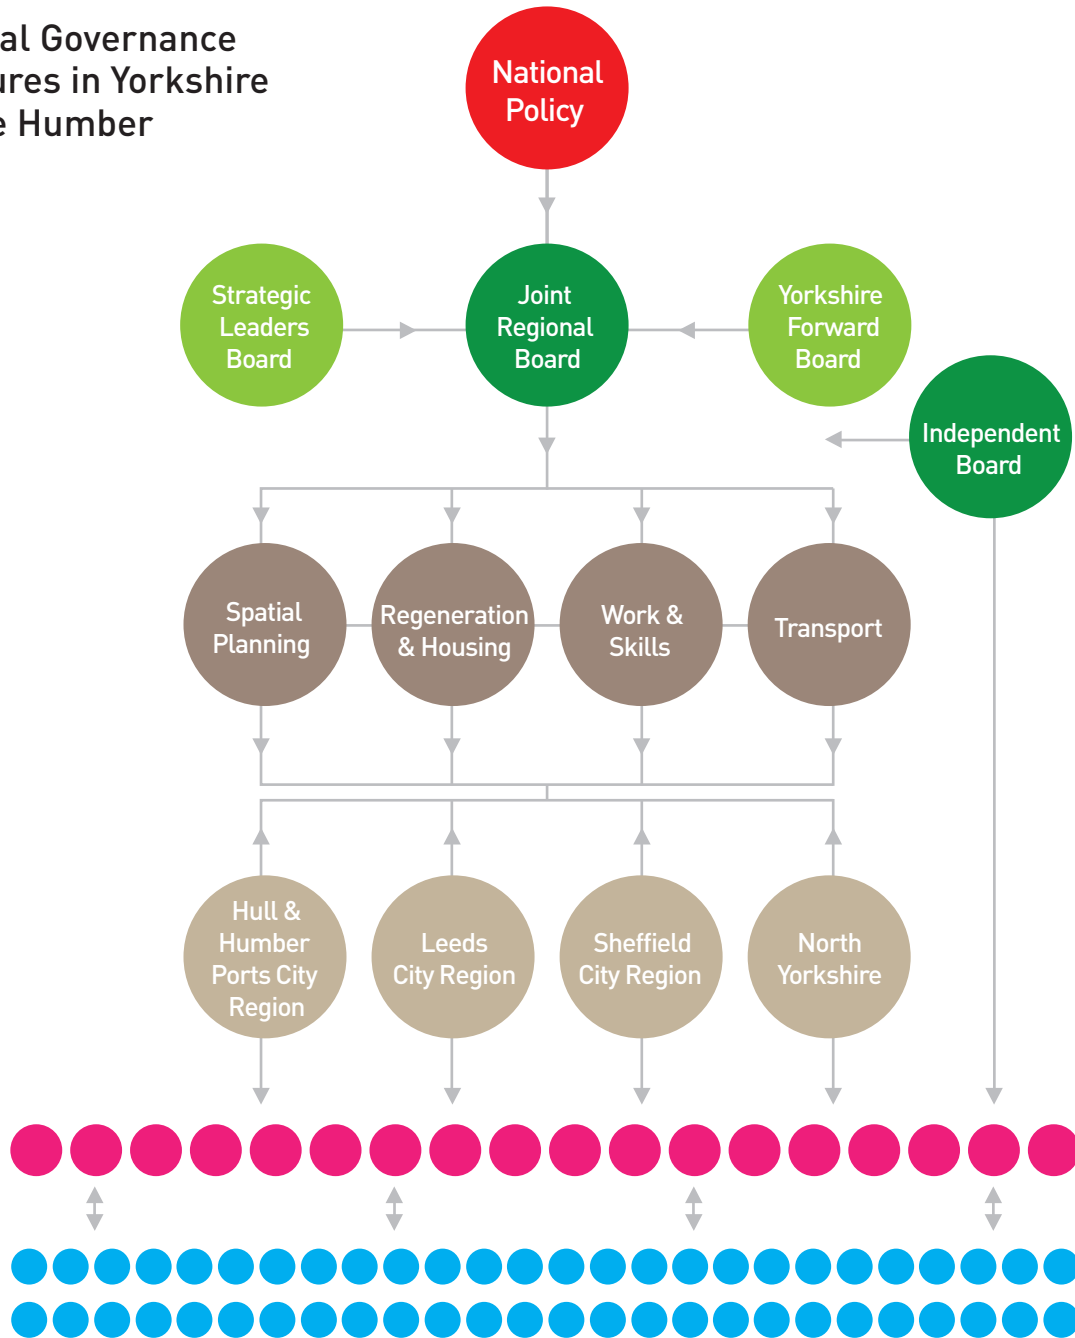 al Governance
ures in Yorkshire
e Humber
National
Policy
Strategic
Leaders
Board
Joint
Regional
Board
Yorkshire
Forward
Board
Independent
Board
Spatial
Planning
Regeneration
& Housing
Work &
Skills
Transport
Hull &
Humber
Ports City
Region
Leeds
City Region
Sheffield
City Region
North
Yorkshire